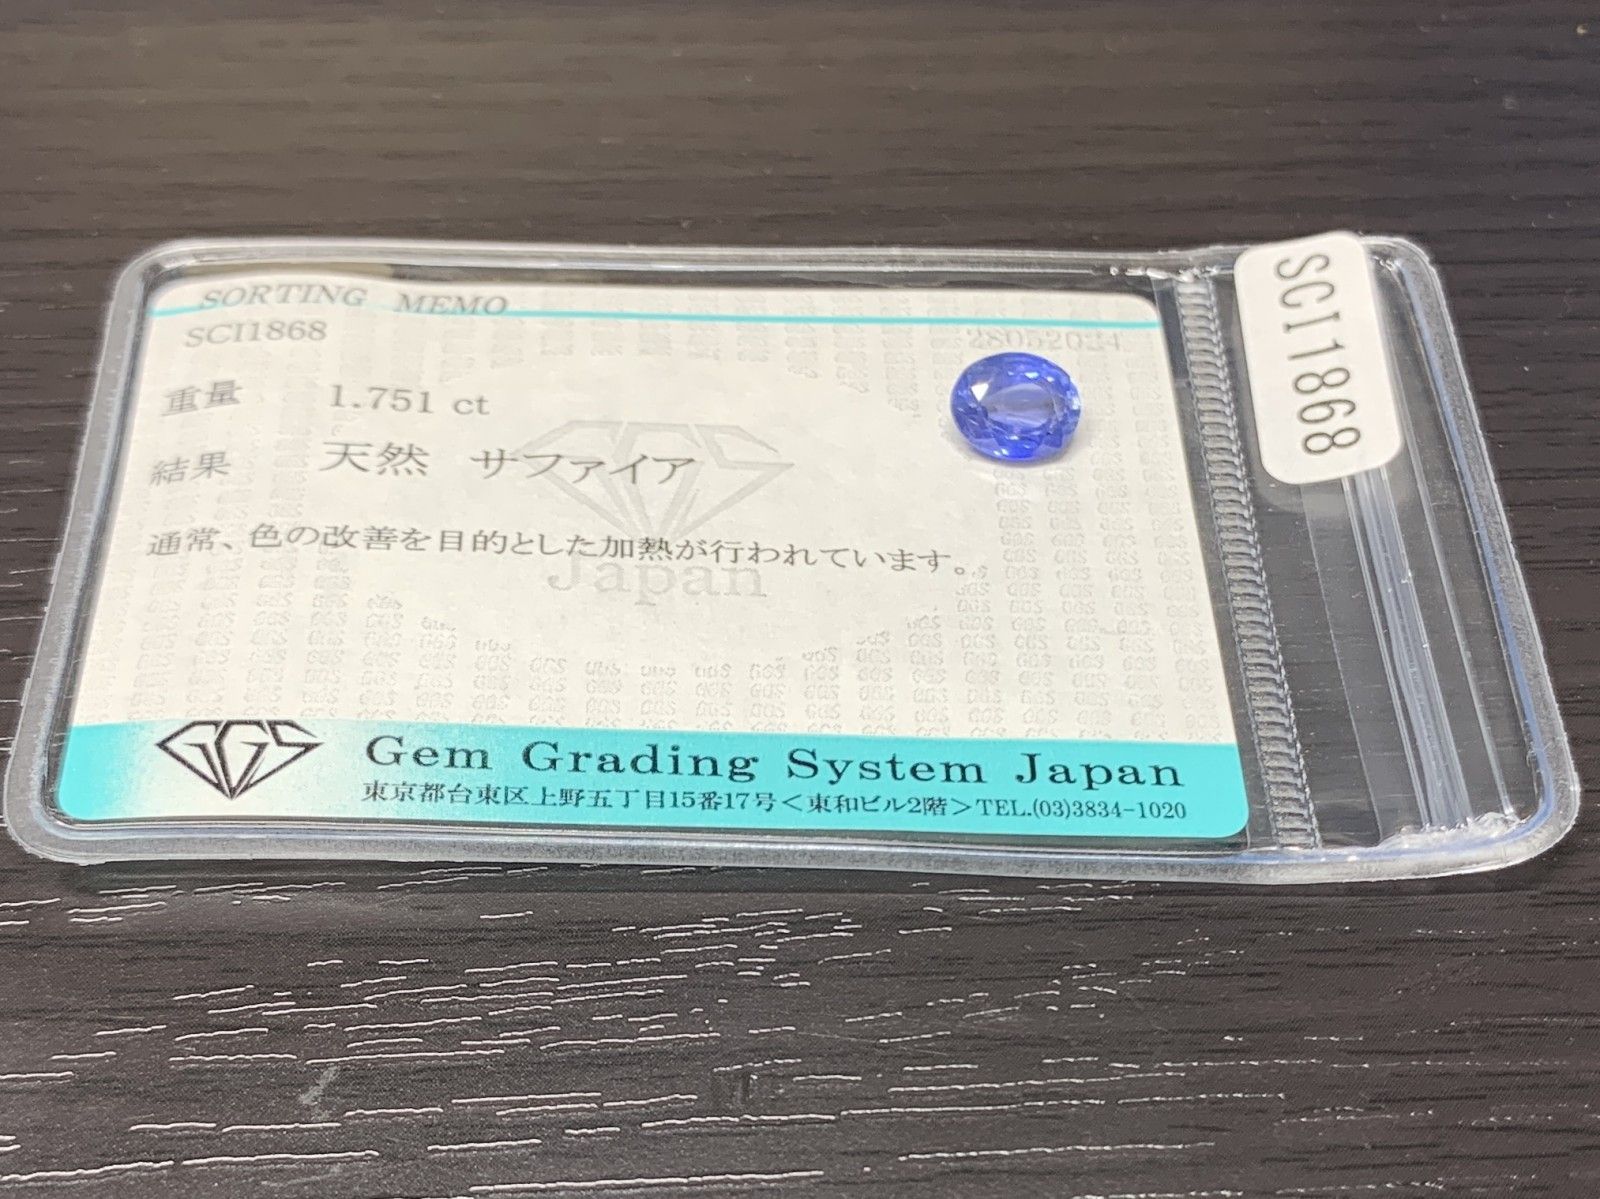 SORTING MEMO
SCI1868 28052024
重量 1.751 ct
結果 天然 サファイア
通常、色の改善を目的とした加熱が行われています。
GGS
Japan
GGS Gem Grading System Japan
東京都台東区上野五丁目15番17号＜東和ビル2階＞TEL.(03)3834-1020
SCI1868